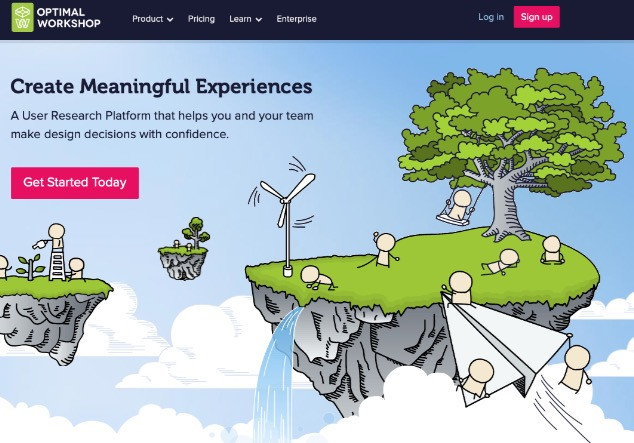 OPTIMAL
WORKSHOP
Product
Pricing
Learn
Enterprise
Log in
Sign up
Create Meaningful Experiences
A User Research Platform that helps you and your team
make design decisions with confidence.
Get Started Today